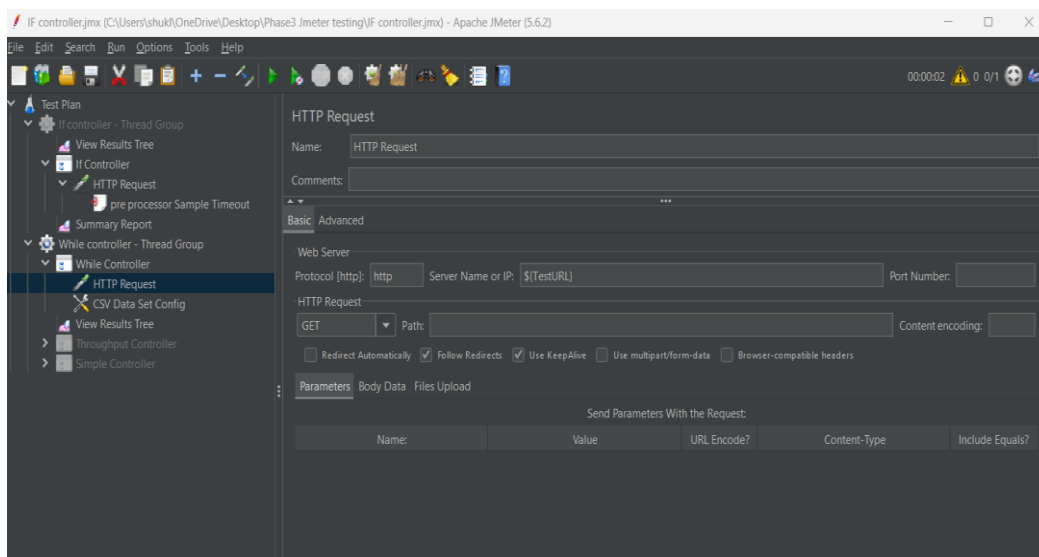 IF controller.jmx (C:\Users\shukl\OneDrive\Desktop\Phase3 Jmeter testing\IF controller.jmx) - Apache JMeter (5.6.2)
File Edit Search Run Options Tools Help
00:00:02 0 0/1
Test Plan
If controller - Thread Group
View Results Tree
If Controller
HTTP Request
pre processor Sample Timeout
Summary Report
While controller - Thread Group
While Controller
HTTP Request
CSV Data Set Config
View Results Tree
Throughput Controller
Simple Controller
HTTP Request
Name: HTTP Request
Comments:
Basic Advanced
Web Server
Protocol [http]: http Server Name or IP: ${TestURL} Port Number:
HTTP Request
GET Path: Content encoding:
Redirect Automatically Follow Redirects Use KeepAlive Use multipart/form-data Browser-compatible headers
Parameters Body Data Files Upload
Send Parameters With the Request:
Name: Value URL Encode? Content-Type Include Equals?